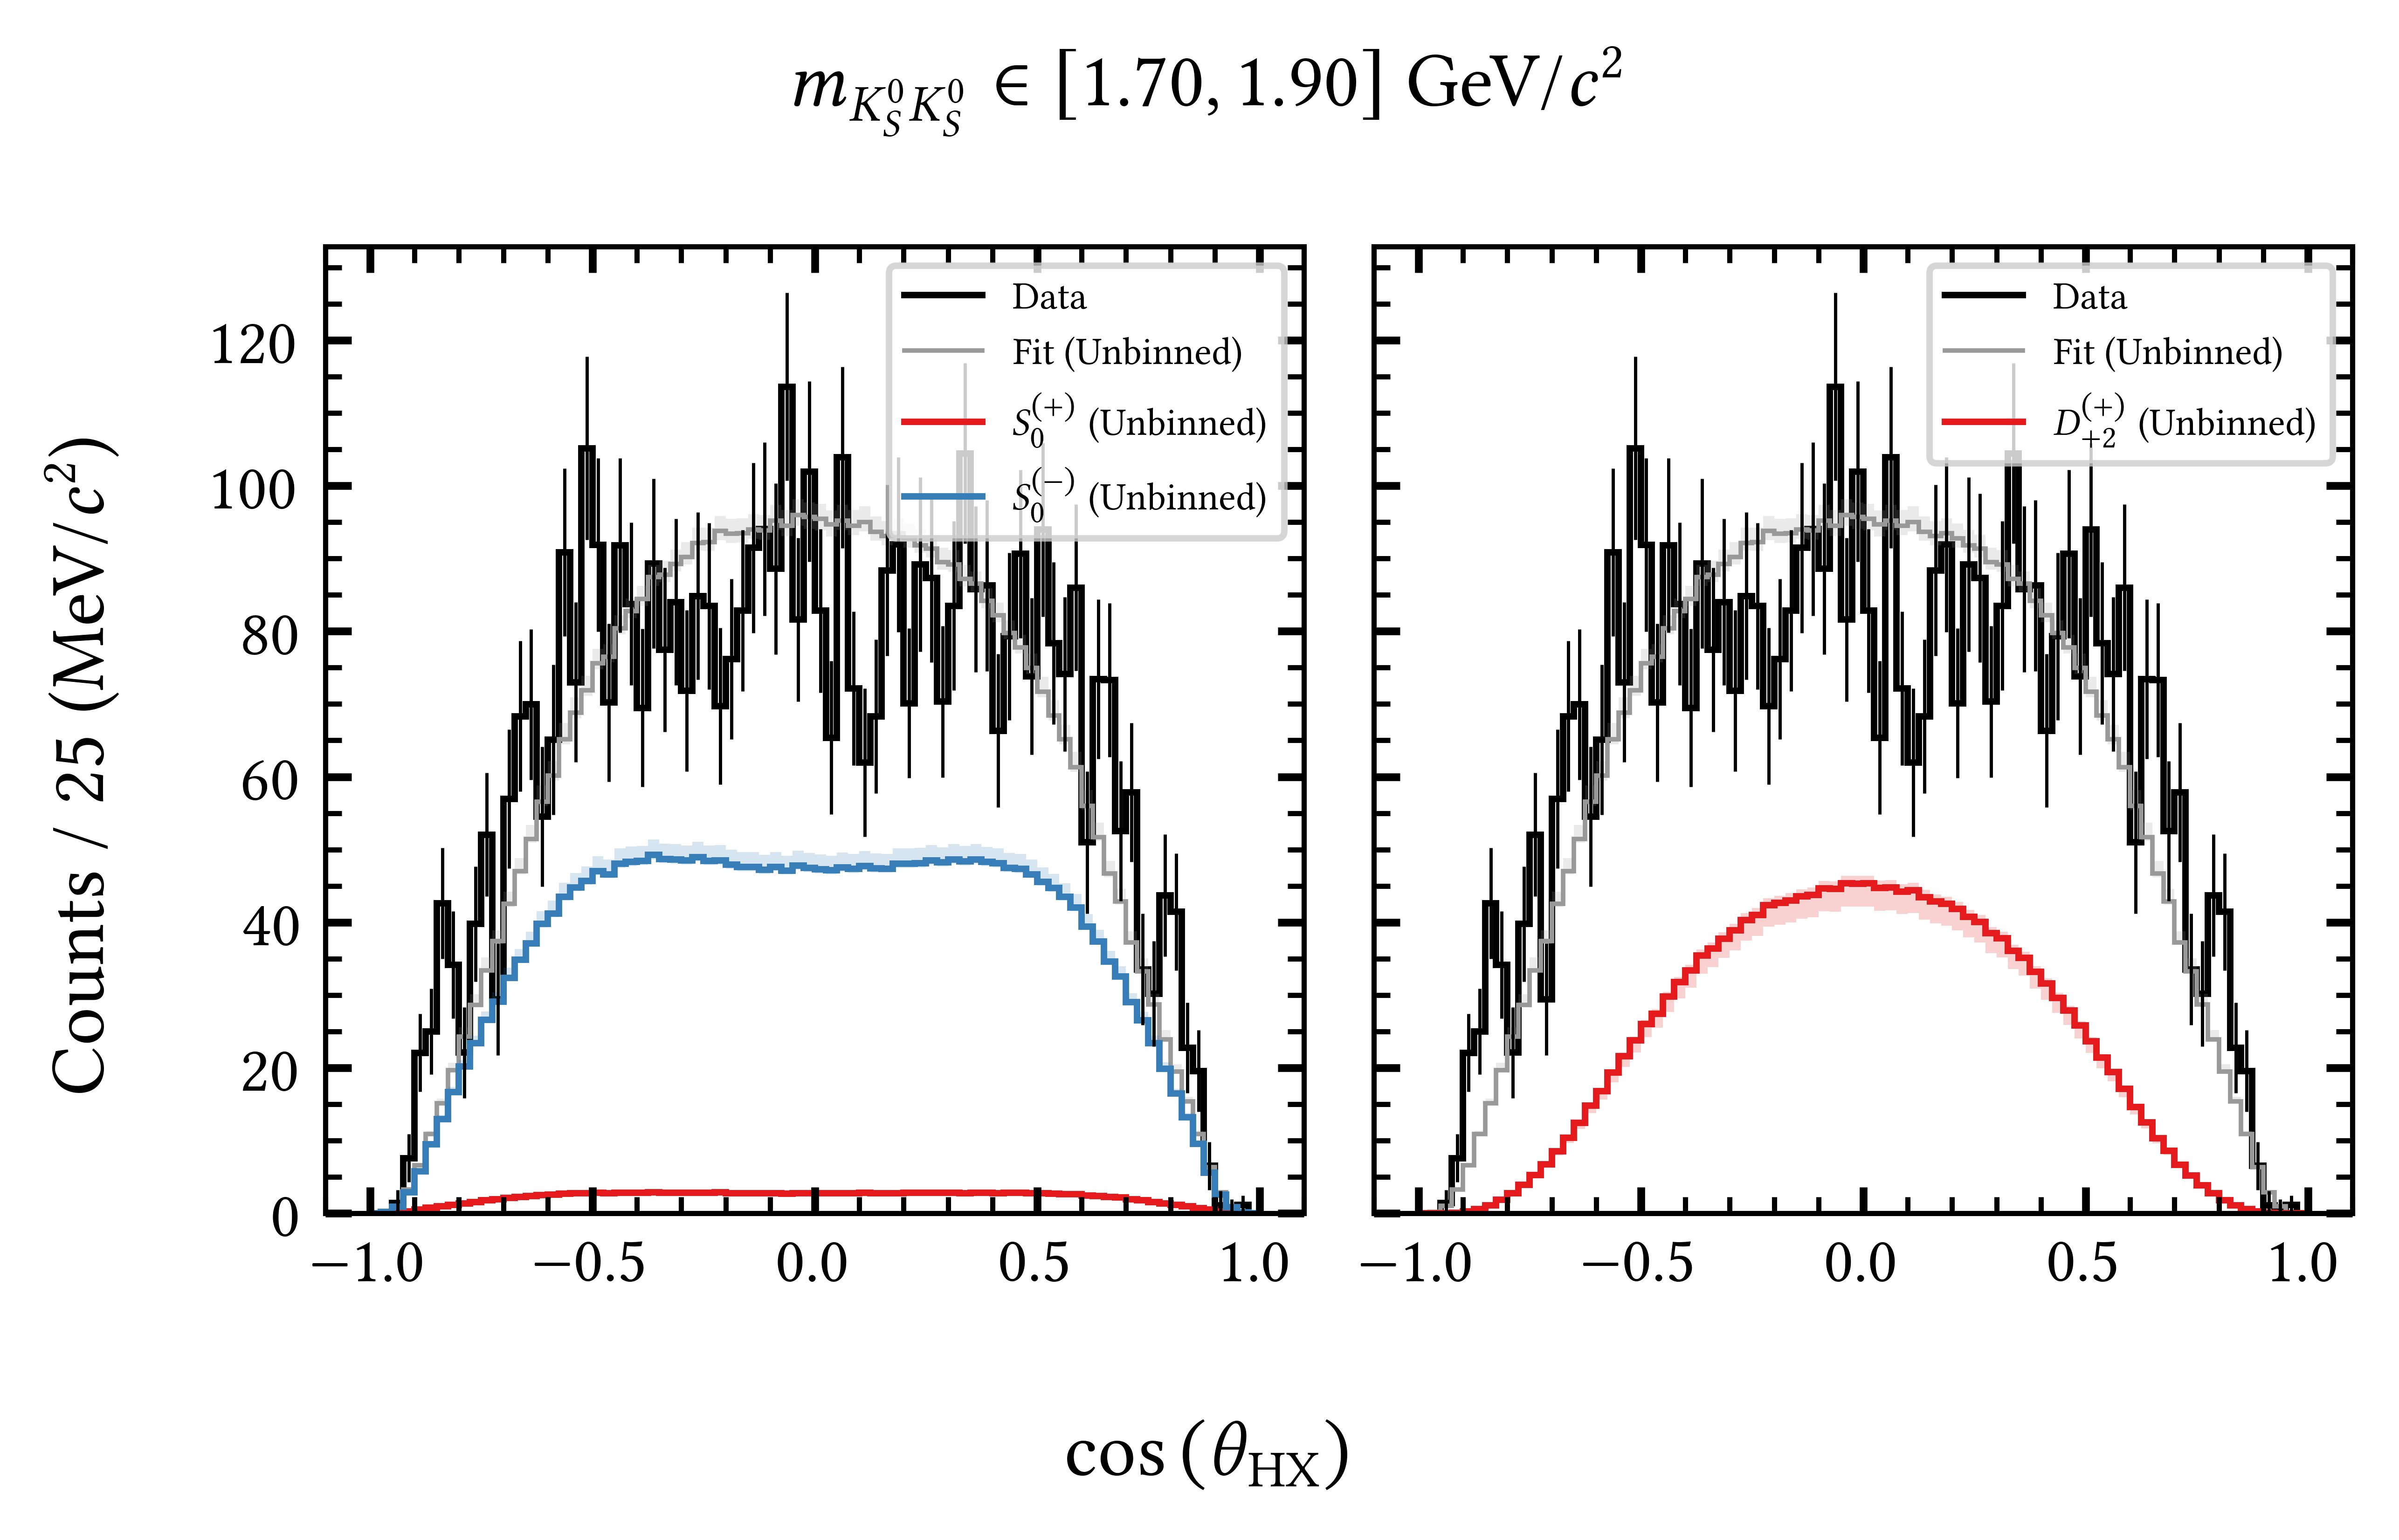 m_{K_S^0 K_S^0} ∈ [1.70, 1.90] GeV/c²
Counts / 25 (MeV/c²)
120
100
80
60
40
20
0
Data
Fit (Unbinned)
S_0^{(+)} (Unbinned)
S_0^{(−)} (Unbinned)
−1.0 −0.5 0.0 0.5 1.0
Data
Fit (Unbinned)
D_{+2}^{(+)} (Unbinned)
−1.0 −0.5 0.0 0.5 1.0
cos (θ_{HX})